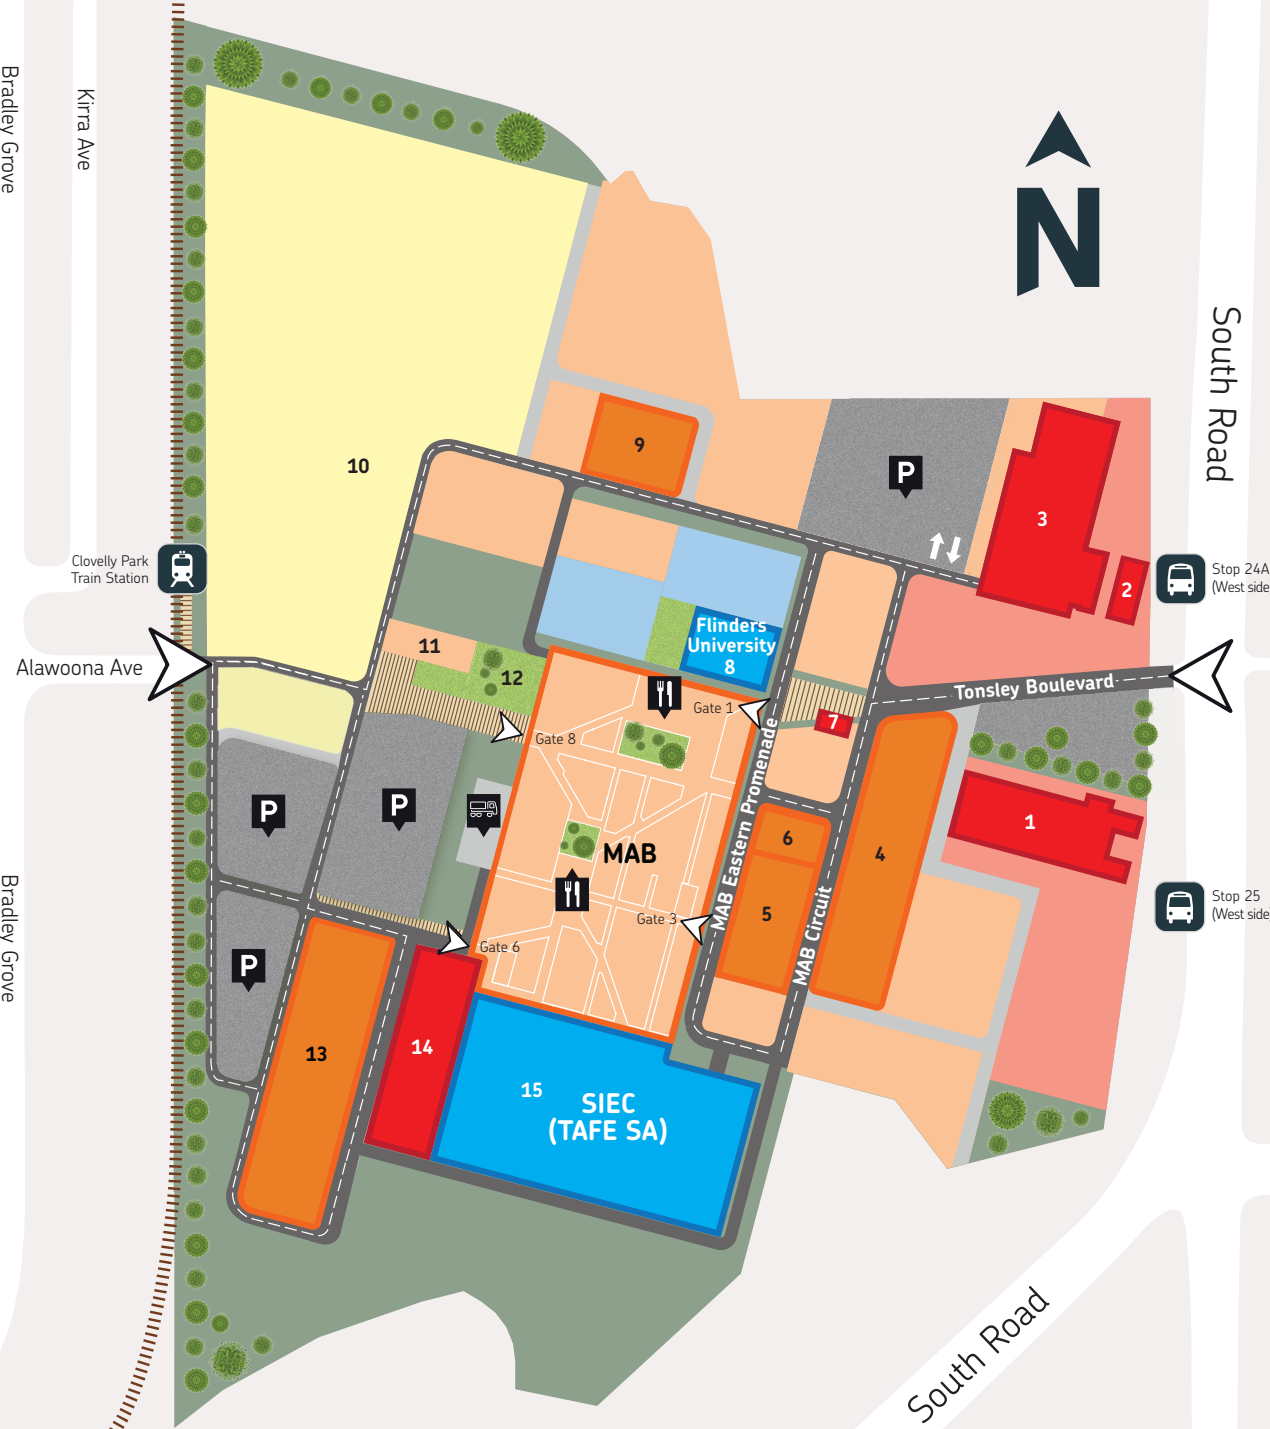 Bradley Grove
Kirra Ave
N
South Road
10
9
P
3
2
Clovelly Park
Train Station
Stop 24A
(West side
Flinders
University
8
11
12
Alawoona Ave
Tonsley Boulevard
Gate 1
7
Gate 8
MAB Eastern Promenade
P
P
1
6
4
MAB
5
Stop 25
(West side
Bradley Grove
Gate 3
MAB Circuit
Gate 6
P
13
14
15
SIEC
(TAFE SA)
South Road